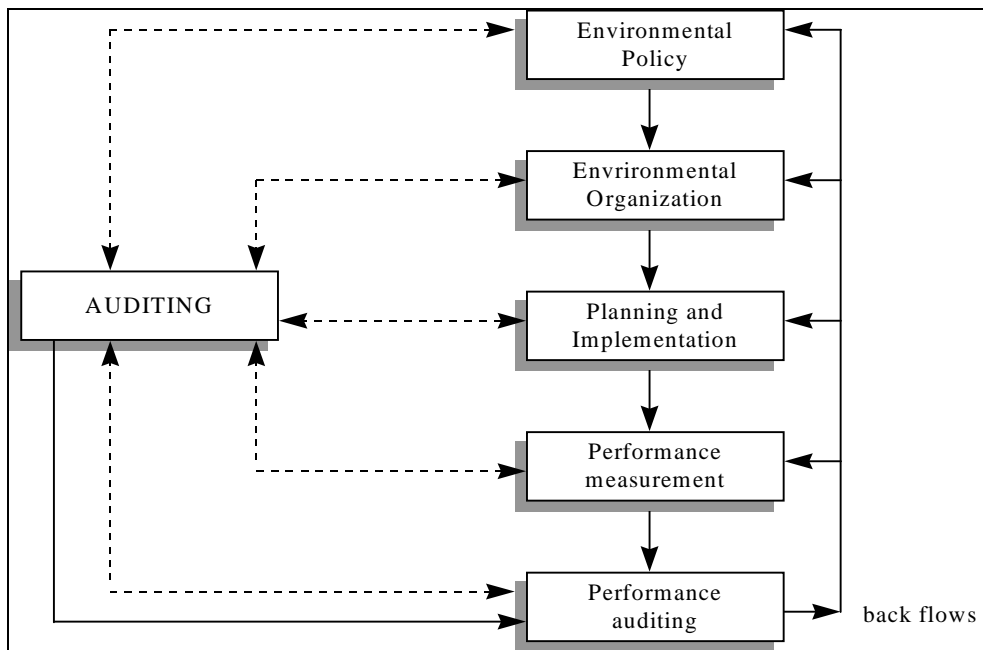 Environmental
Policy
Envrironmental
Organization
AUDITING
Planning and
Implementation
Performance
measurement
Performance
auditing
back flows